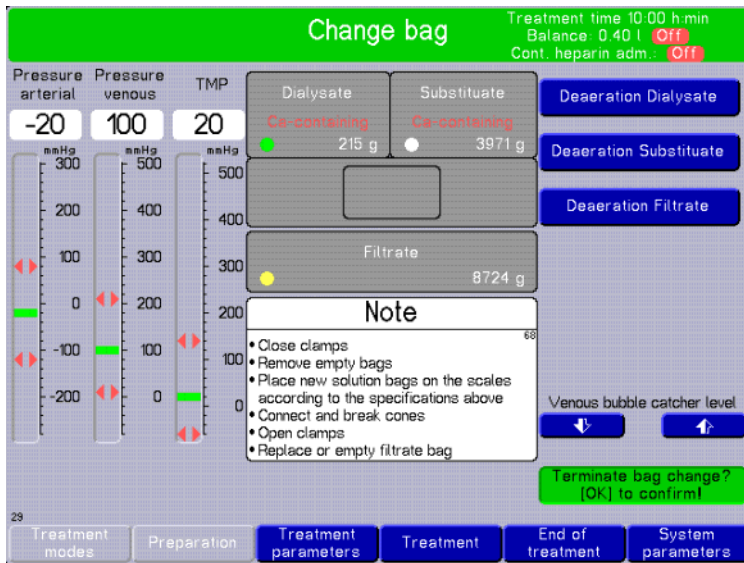 Change bag
Treatment time 10:00 h:min
Balance: 0.40 l Off
Cont. heparin adm.: Off
Pressure arterial
Pressure venous
TMP
-20
100
20
mmHg
mmHg
mmHg
300
200
100
0
-100
-200
500
400
300
200
100
0
500
400
300
200
100
0
Dialysate
Ca-containing
215 g
Substituate
Ca-containing
3971 g
Filtrate
8724 g
Note
68
• Close clamps
• Remove empty bags
• Place new solution bags on the scales
according to the specifications above
• Connect and break cones
• Open clamps
• Replace or empty filtrate bag
Deaeration Dialysate
Deaeration Substituate
Deaeration Filtrate
Venous bubble catcher level
Terminate bag change?
[OK] to confirm!
29
Treatment modes
Preparation
Treatment parameters
Treatment
End of treatment
System parameters